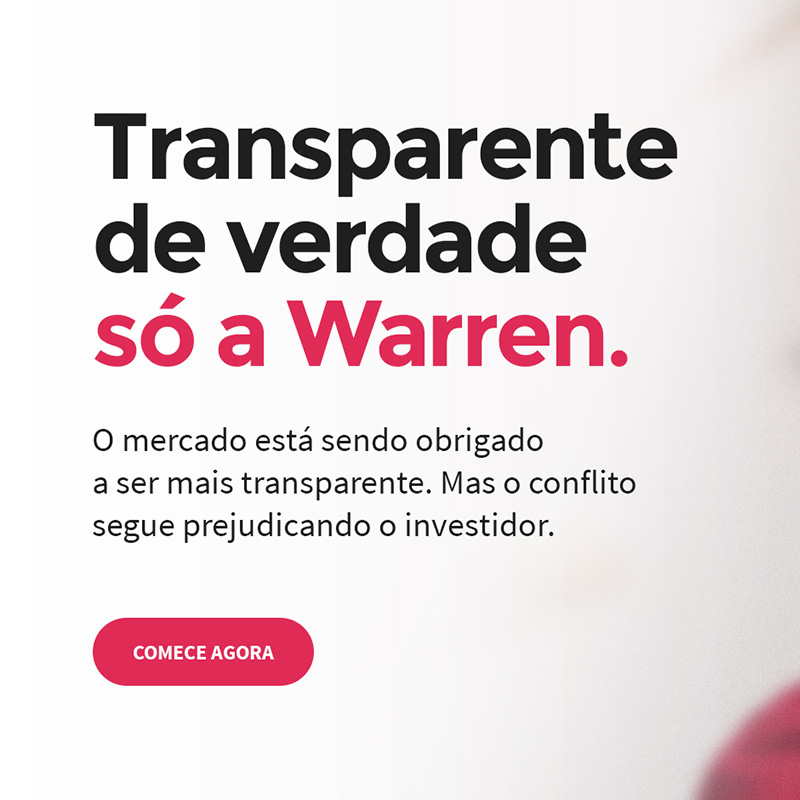 Transparente
de verdade
só a Warren.
O mercado está sendo obrigado
a ser mais transparente. Mas o conflito
segue prejudicando o investidor.
COMECE AGORA